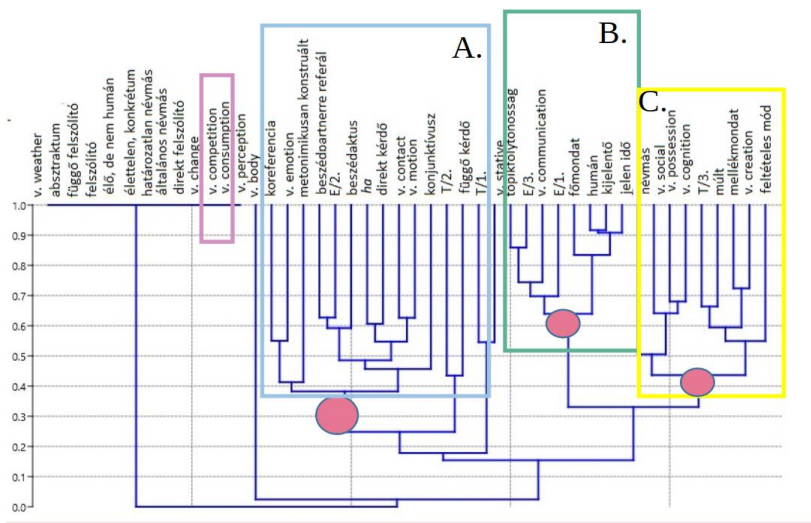 A.
B.
C.
v. weather
absztraktum
függő felszólító
felszólító
élő, de nem humán
élettelen, konkrétum
határozatlan névmás
általános névmás
direkt felszólító
v. change
v. competition
v. consumption
v. perception
v. body
koreferencia
v. emotion
metonimikusan konstruált
beszédpartnerre referál
E/2.
beszédaktus
ha
direkt kérdő
v. contact
v. motion
konjunktívusz
T/2.
függő kérdő
T/1.
v. stative
topikfolytonosság
E/3.
v. communication
E/1.
főmondat
humán
kijelentő
jelen idő
névmás
v. social
v. possession
v. cognition
T/3.
múlt
mellékmondat
v. creation
feltételes mód
1.0
0.9
0.8
0.7
0.6
0.5
0.4
0.3
0.2
0.1
0.0